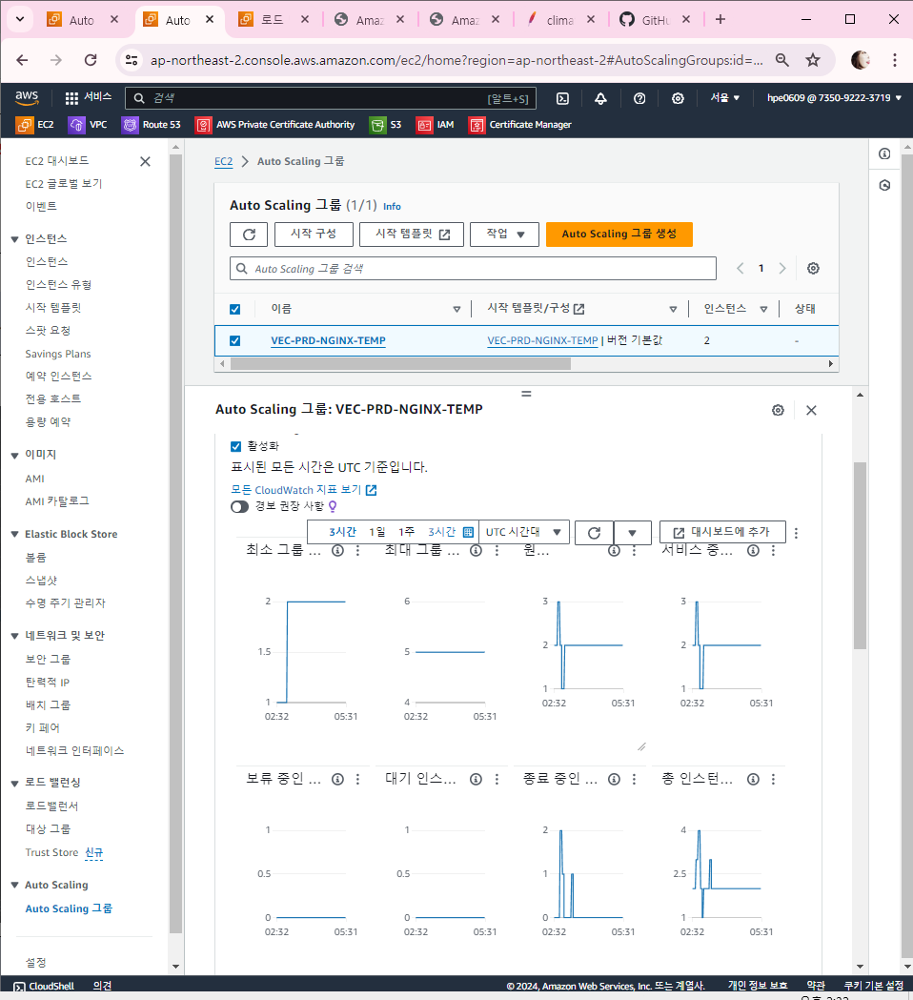 Auto
Auto
로드
Amaz
Amaz
clima
GitHu
ap-northeast-2.console.aws.amazon.com/ec2/home?region=ap-northeast-2#AutoScalingGroups:id=...
aws 서비스 검색 [알트+S] 서울 hpe0609 @ 7350-9222-3719
EC2 VPC Route 53 AWS Private Certificate Authority S3 IAM Certificate Manager
EC2 대시보드
EC2 글로벌 보기
이벤트
인스턴스
인스턴스
인스턴스 유형
시작 템플릿
스팟 요청
Savings Plans
예약 인스턴스
전용 호스트
용량 예약
이미지
AMI
AMI 카탈로그
Elastic Block Store
볼륨
스냅샷
수명 주기 관리자
네트워크 및 보안
보안 그룹
탄력적 IP
배치 그룹
키 페어
네트워크 인터페이스
로드 밸런싱
로드밸런서
대상 그룹
Trust Store 신규
Auto Scaling
Auto Scaling 그룹
설정
EC2 Auto Scaling 그룹
Auto Scaling 그룹 (1/1) Info
시작 구성 시작 템플릿 작업 Auto Scaling 그룹 생성
Auto Scaling 그룹 검색 1
이름 시작 템플릿/구성 인스턴스 상태
VEC-PRD-NGINX-TEMP VEC-PRD-NGINX-TEMP | 버전 기본값 2 -
Auto Scaling 그룹: VEC-PRD-NGINX-TEMP
활성화
표시된 모든 시간은 UTC 기준입니다.
모든 CloudWatch 지표 보기
경보 권장 사항
3시간 1일 1주 3시간 UTC 시간대 대시보드에 추가
최소 그룹 ... 최대 그룹 ... 원... 서비스 중...
2 6 3 3
1.5 5 2 2
1 4 1 1
02:32 05:31 02:32 05:31 02:32 05:31 02:32 05:31
보류 중인 ... 대기 인스... 종료 중인 ... 총 인스턴...
1 1 2 4
0.5 0.5 1 2.5
0 0 0 1
02:32 05:31 02:32 05:31 02:32 05:31 02:32 05:31
CloudShell 의견 © 2024, Amazon Web Services, Inc. 또는 계열사. 개인 정보 보호 약관 쿠키 기본 설정